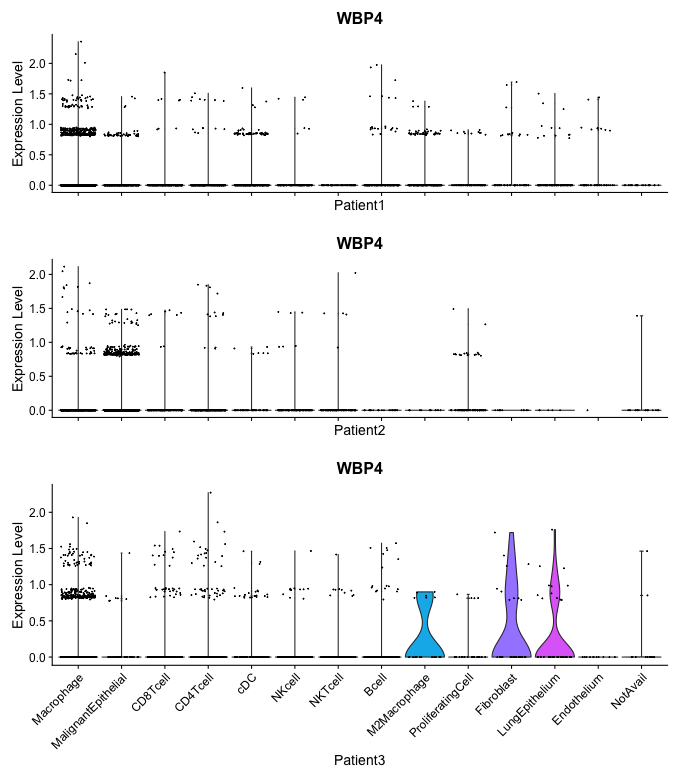 WBP4
Expression Level
2.0
1.5
1.0
0.5
0.0
Patient1
WBP4
Expression Level
2.0
1.5
1.0
0.5
0.0
Patient2
WBP4
Expression Level
2.0
1.5
1.0
0.5
0.0
Macrophage
MalignantEpithelial
CD8Tcell
CD4Tcell
cDC
NKcell
NKTcell
Bcell
M2Macrophage
ProliferatingCell
Fibroblast
LungEpithelium
Endothelium
NotAvail
Patient3